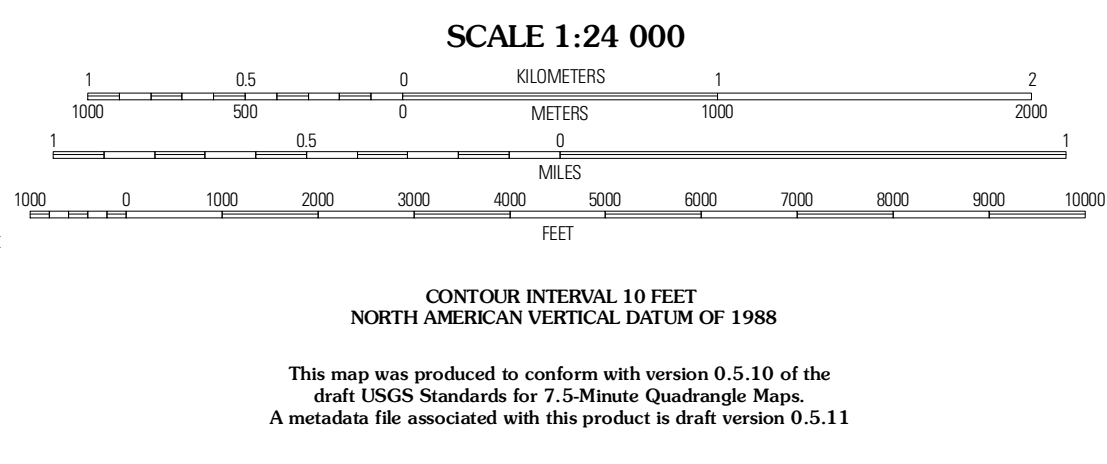 SCALE 1:24 000
1 0.5 0 KILOMETERS 1 2
1000 500 0 METERS 1000 2000
1 0.5 0 1
MILES
1000 0 1000 2000 3000 4000 5000 6000 7000 8000 9000 10000
FEET
CONTOUR INTERVAL 10 FEET
NORTH AMERICAN VERTICAL DATUM OF 1988
This map was produced to conform with version 0.5.10 of the
draft USGS Standards for 7.5-Minute Quadrangle Maps.
A metadata file associated with this product is draft version 0.5.11